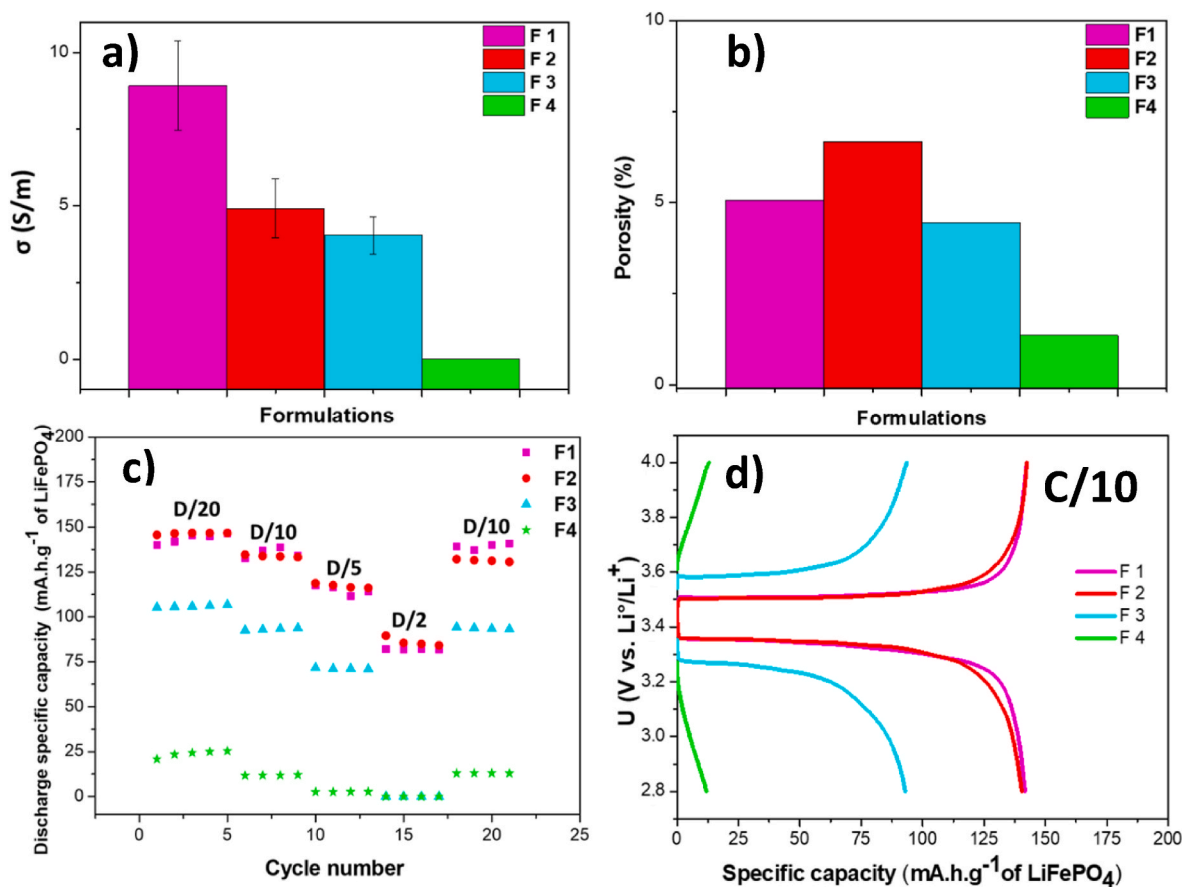 a)
F 1
F 2
F 3
F 4
10
5
0
σ (S/m)
Formulations
b)
F1
F2
F3
F4
10
5
0
Porosity (%)
Formulations
c)
F1
F2
F3
F4
200
175
150
125
100
75
50
25
0
D/20
D/10
D/5
D/2
D/10
Discharge specific capacity (mA.h.g⁻¹ of LiFePO₄)
0 5 10 15 20 25
Cycle number
d)
C/10
F 1
F 2
F 3
F 4
4.0
3.8
3.6
3.4
3.2
3.0
2.8
U (V vs. Li°/Li⁺)
0 25 50 75 100 125 150 175 200
Specific capacity (mA.h.g⁻¹of LiFePO₄)